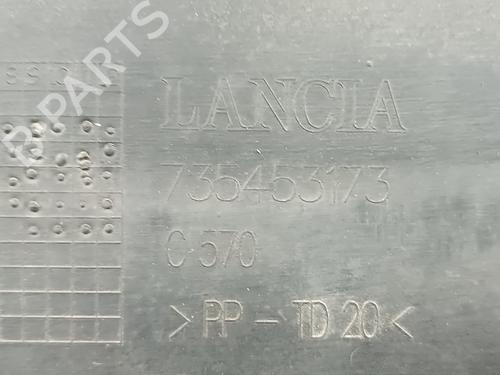 B-PARTS
LANCIA
735453173
C·570
>PP-TD 20<